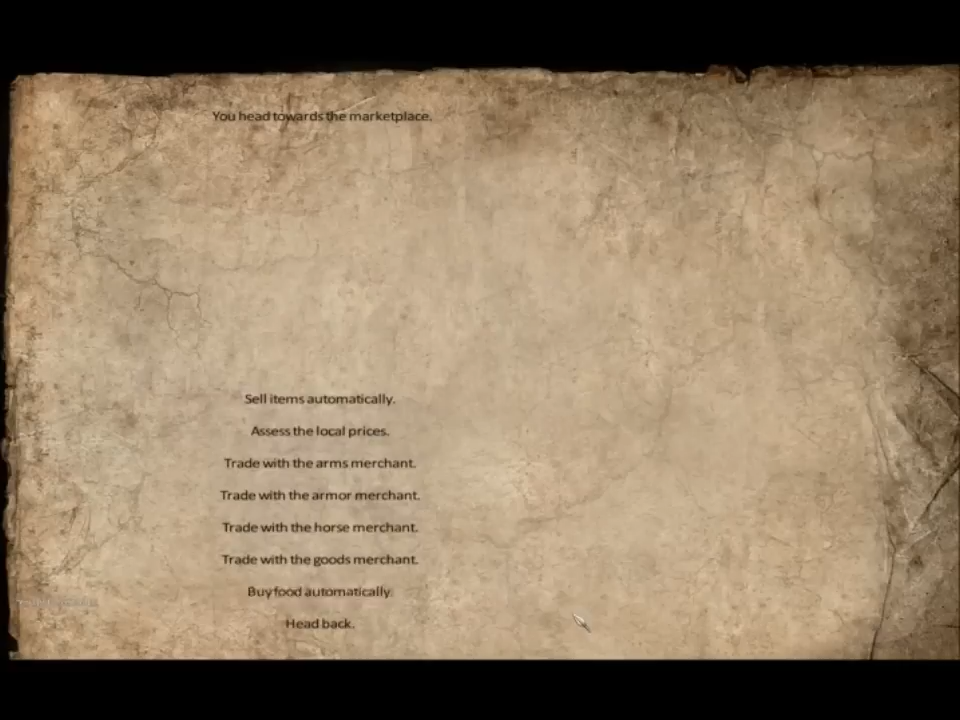 You head towards the marketplace.
Sell items automatically.
Assess the local prices.
Trade with the arms merchant.
Trade with the armor merchant.
Trade with the horse merchant.
Trade with the goods merchant.
Buy food automatically.
Head back.